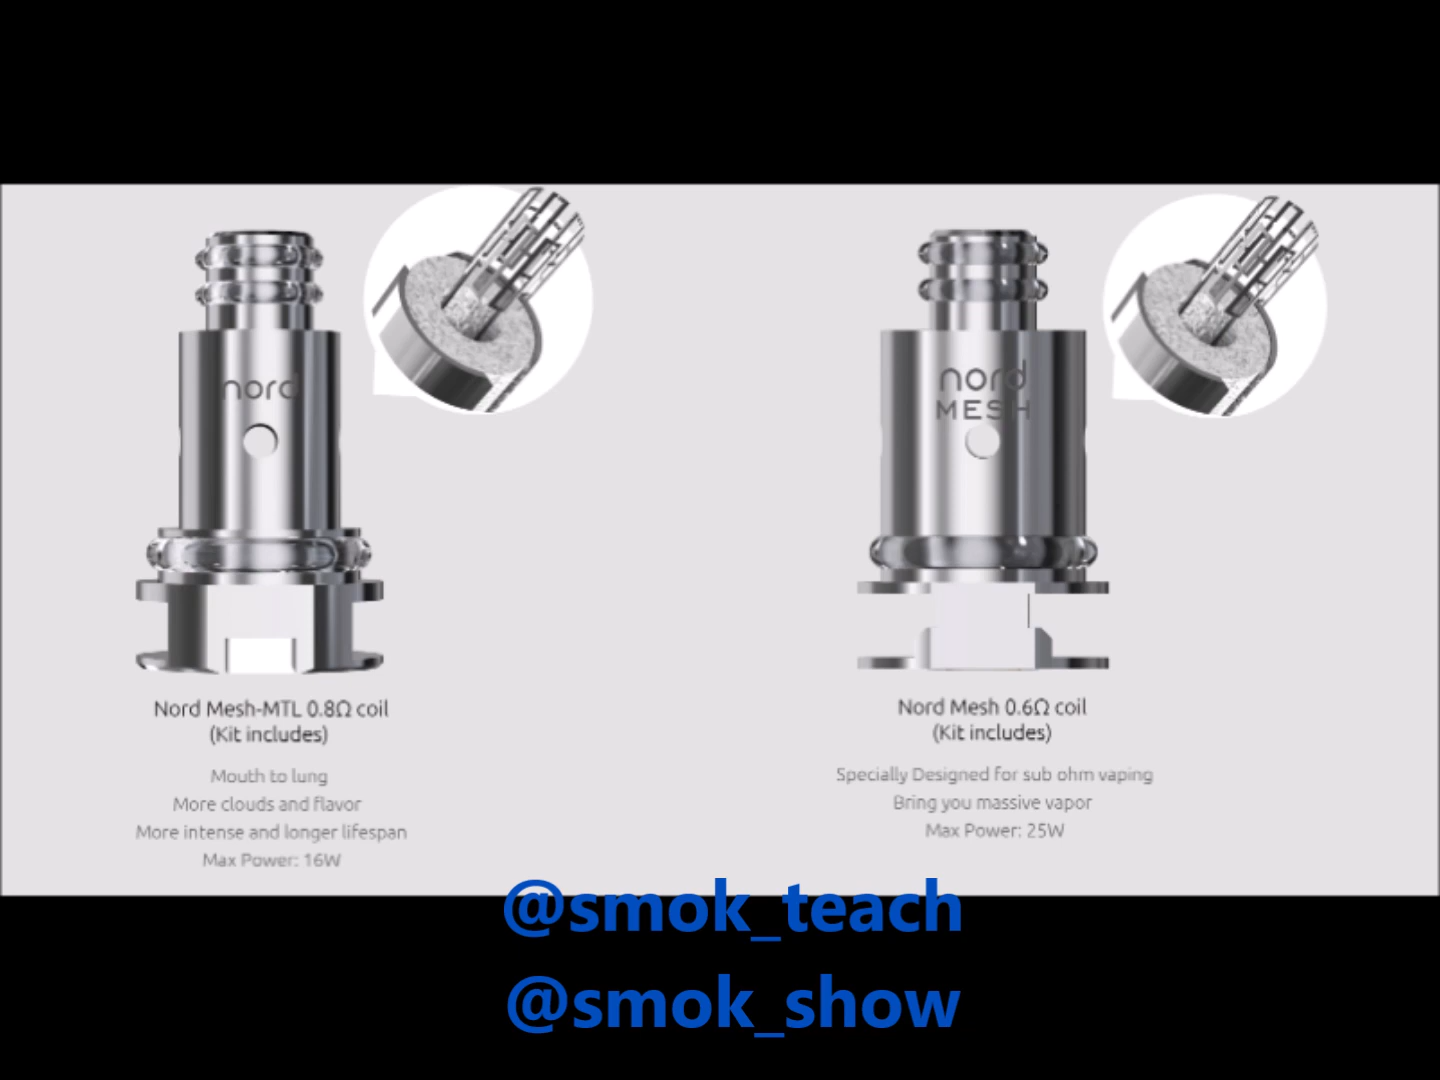 nord
Nord Mesh-MTL 0.8Ω coil
(Kit includes)
Mouth to lung
More clouds and flavor
More intense and longer lifespan
Max Power: 16W
nord
MESH
Nord Mesh 0.6Ω coil
(Kit includes)
Specially Designed for sub ohm vaping
Bring you massive vapor
Max Power: 25W
@smok_teach
@smok_show